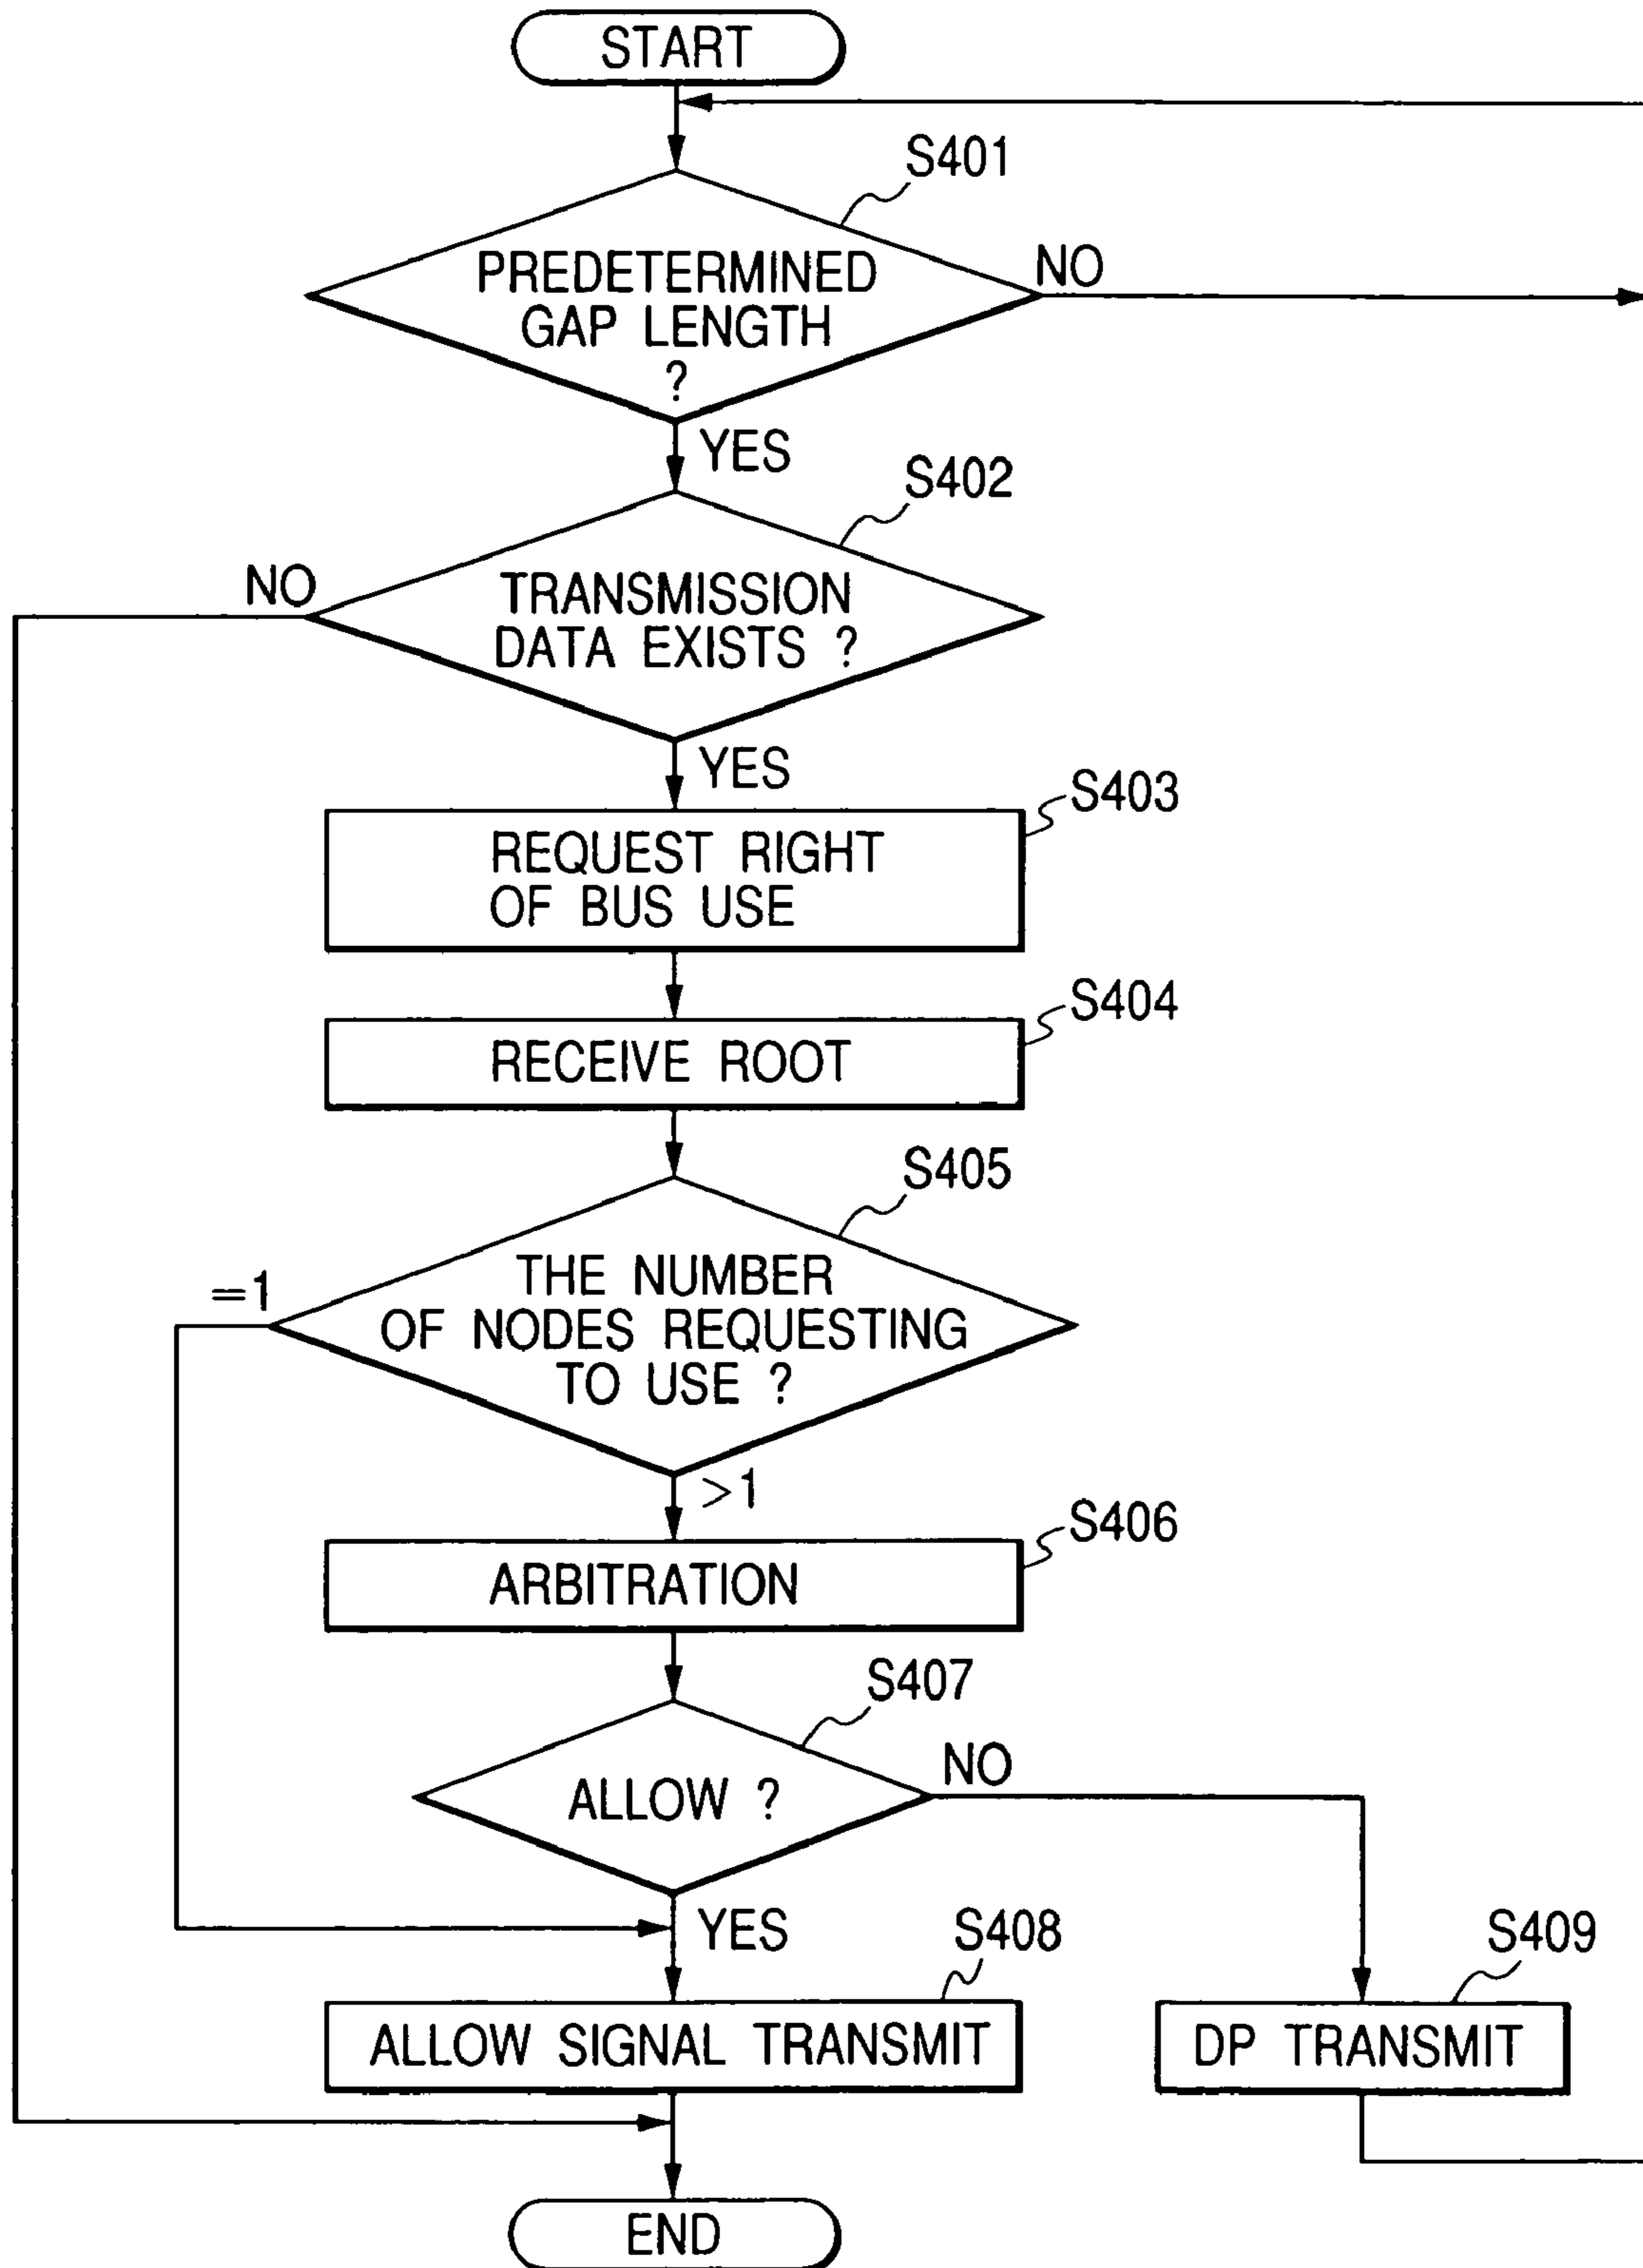 START
S401
PREDETERMINED
GAP LENGTH
?
NO
YES
S402
NO
TRANSMISSION
DATA EXISTS ?
YES
S403
REQUEST RIGHT
OF BUS USE
S404
RECEIVE ROOT
S405
=1
THE NUMBER
OF NODES REQUESTING
TO USE ?
>1
S406
ARBITRATION
S407
ALLOW ?
NO
YES
S408
ALLOW SIGNAL TRANSMIT
S409
DP TRANSMIT
END